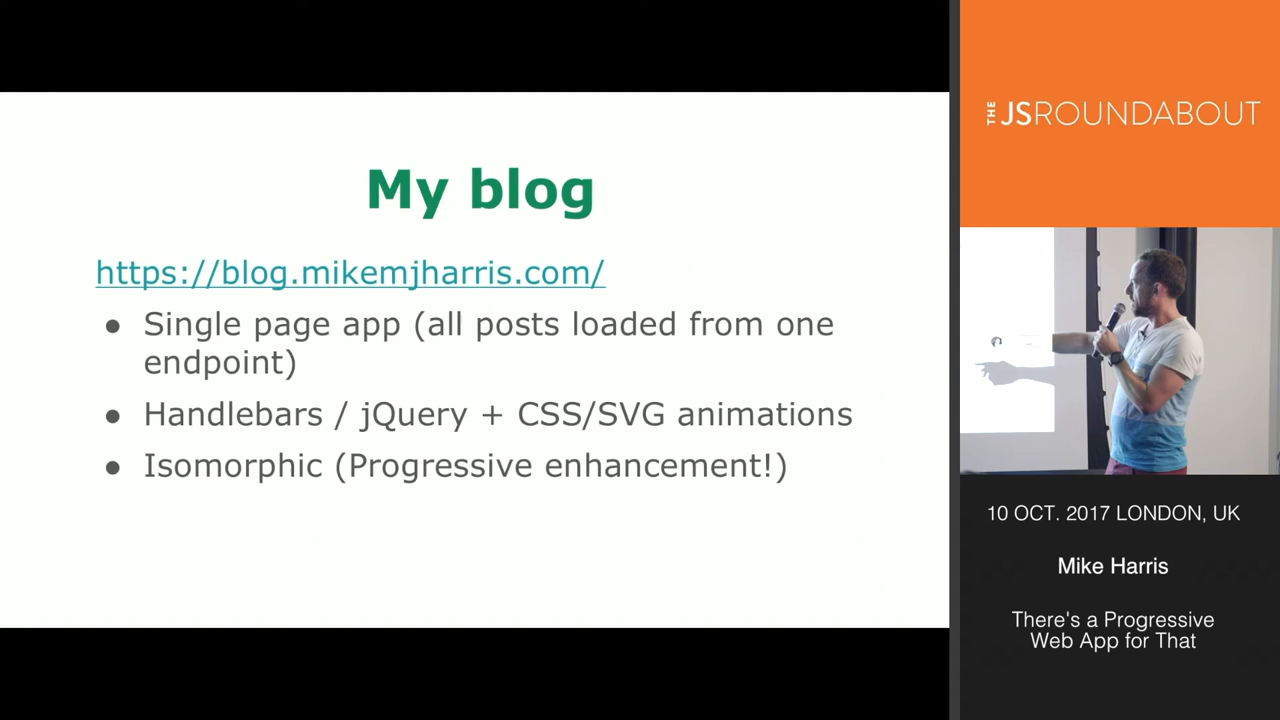 My blog
https://blog.mikemjharris.com/
● Single page app (all posts loaded from one
endpoint)
● Handlebars / jQuery + CSS/SVG animations
● Isomorphic (Progressive enhancement!)
THE JSROUNDABOUT
10 OCT. 2017 LONDON, UK
Mike Harris
There's a Progressive
Web App for That